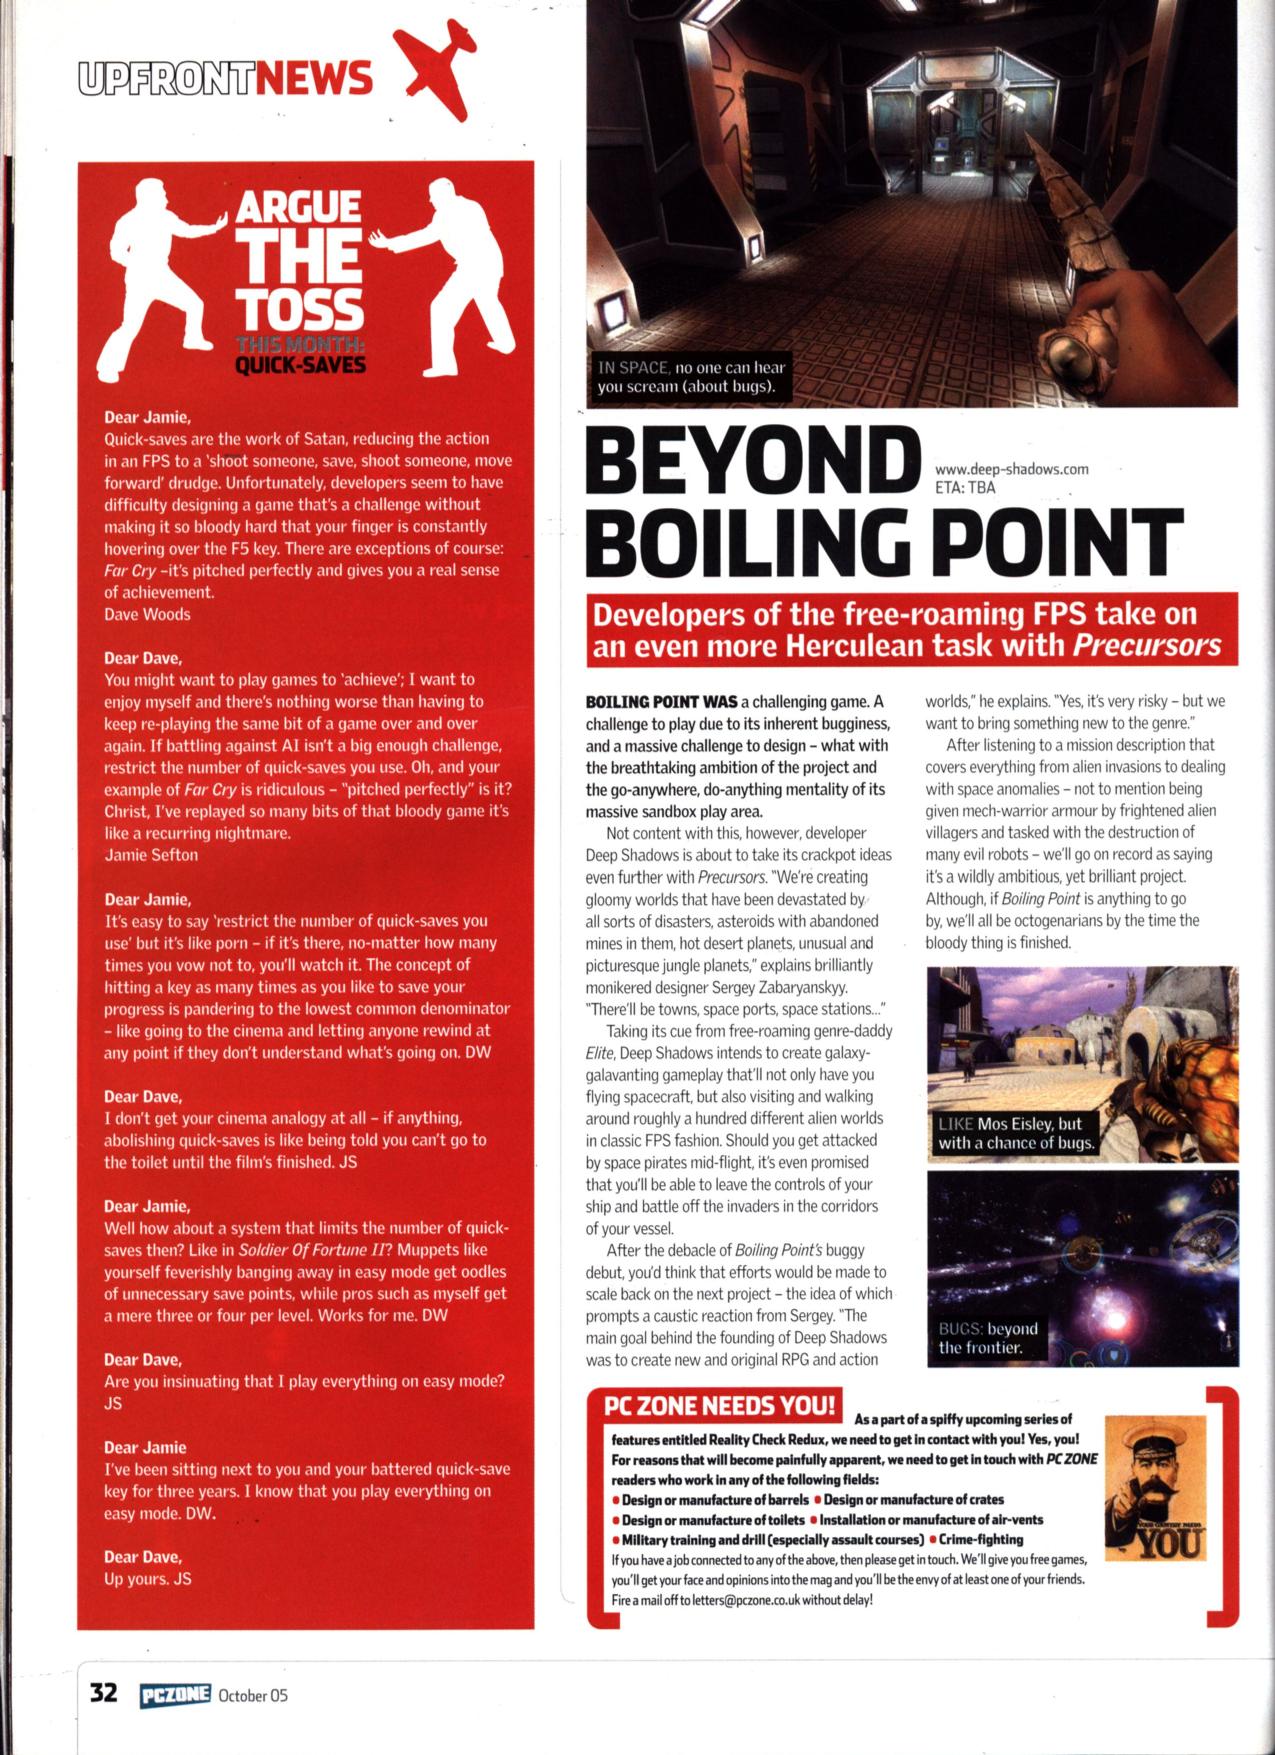 UPFRONTNEWS
ARGUE
THE
TOSS
THIS MONTH:
QUICK-SAVES
Dear Jamie,
Quick-saves are the work of Satan, reducing the action
in an FPS to a 'shoot someone, save, shoot someone, move
forward' drudge. Unfortunately, developers seem to have
difficulty designing a game that's a challenge without
making it so bloody hard that your finger is constantly
hovering over the F5 key. There are exceptions of course:
Far Cry –it's pitched perfectly and gives you a real sense
of achievement.
Dave Woods
Dear Dave,
You might want to play games to 'achieve'; I want to
enjoy myself and there's nothing worse than having to
keep re-playing the same bit of a game over and over
again. If battling against AI isn't a big enough challenge,
restrict the number of quick-saves you use. Oh, and your
example of Far Cry is ridiculous – "pitched perfectly" is it?
Christ, I've replayed so many bits of that bloody game it's
like a recurring nightmare.
Jamie Sefton
Dear Jamie,
It's easy to say 'restrict the number of quick-saves you
use' but it's like porn – if it's there, no-matter how many
times you vow not to, you'll watch it. The concept of
hitting a key as many times as you like to save your
progress is pandering to the lowest common denominator
– like going to the cinema and letting anyone rewind at
any point if they don't understand what's going on. DW
Dear Dave,
I don't get your cinema analogy at all – if anything,
abolishing quick-saves is like being told you can't go to
the toilet until the film's finished. JS
Dear Jamie,
Well how about a system that limits the number of quick-
saves then? Like in Soldier Of Fortune II? Muppets like
yourself feverishly banging away in easy mode get oodles
of unnecessary save points, while pros such as myself get
a mere three or four per level. Works for me. DW
Dear Dave,
Are you insinuating that I play everything on easy mode?
JS
Dear Jamie
I've been sitting next to you and your battered quick-save
key for three years. I know that you play everything on
easy mode. DW.
Dear Dave,
Up yours. JS
IN SPACE, no one can hear
you scream (about bugs).
BEYOND
BOILING POINT
www.deep-shadows.com
ETA: TBA
Developers of the free-roaming FPS take on
an even more Herculean task with Precursors
BOILING POINT WAS a challenging game. A
challenge to play due to its inherent bugginess,
and a massive challenge to design – what with
the breathtaking ambition of the project and
the go-anywhere, do-anything mentality of its
massive sandbox play area.
Not content with this, however, developer
Deep Shadows is about to take its crackpot ideas
even further with Precursors. "We're creating
gloomy worlds that have been devastated by
all sorts of disasters, asteroids with abandoned
mines in them, hot desert planets, unusual and
picturesque jungle planets," explains brilliantly
monikered designer Sergey Zabaryanskyy.
"There'll be towns, space ports, space stations..."
Taking its cue from free-roaming genre-daddy
Elite, Deep Shadows intends to create galaxy-
galavanting gameplay that'll not only have you
flying spacecraft, but also visiting and walking
around roughly a hundred different alien worlds
in classic FPS fashion. Should you get attacked
by space pirates mid-flight, it's even promised
that you'll be able to leave the controls of your
ship and battle off the invaders in the corridors
of your vessel.
After the debacle of Boiling Point's buggy
debut, you'd think that efforts would be made to
scale back on the next project – the idea of which
prompts a caustic reaction from Sergey. "The
main goal behind the founding of Deep Shadows
was to create new and original RPG and action
worlds," he explains. "Yes, it's very risky – but we
want to bring something new to the genre."
After listening to a mission description that
covers everything from alien invasions to dealing
with space anomalies – not to mention being
given mech-warrior armour by frightened alien
villagers and tasked with the destruction of
many evil robots – we'll go on record as saying
it's a wildly ambitious, yet brilliant project.
Although, if Boiling Point is anything to go
by, we'll all be octogenarians by the time the
bloody thing is finished.
LIKE Mos Eisley, but
with a chance of bugs.
BUGS: beyond
the frontier.
PC ZONE NEEDS YOU!
As a part of a spiffy upcoming series of
features entitled Reality Check Redux, we need to get in contact with you! Yes, you!
For reasons that will become painfully apparent, we need to get in touch with PC ZONE
readers who work in any of the following fields:
• Design or manufacture of barrels • Design or manufacture of crates
• Design or manufacture of toilets • Installation or manufacture of air-vents
• Military training and drill (especially assault courses) • Crime-fighting
If you have a job connected to any of the above, then please get in touch. We'll give you free games,
you'll get your face and opinions into the mag and you'll be the envy of at least one of your friends.
Fire a mail off to letters@pczone.co.uk without delay!
YOUR COUNTRY NEEDS
YOU
32 PCZONE October 05